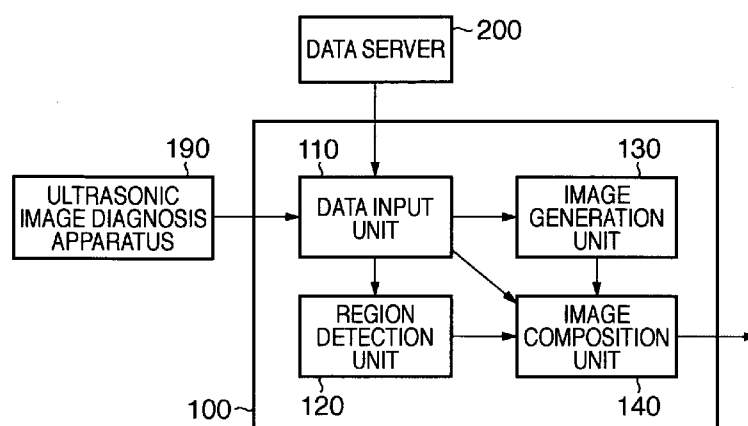 200
DATA SERVER
190
110
130
ULTRASONIC
IMAGE DIAGNOSIS
APPARATUS
DATA INPUT
UNIT
IMAGE
GENERATION
UNIT
REGION
DETECTION
UNIT
IMAGE
COMPOSITION
UNIT
100
120
140